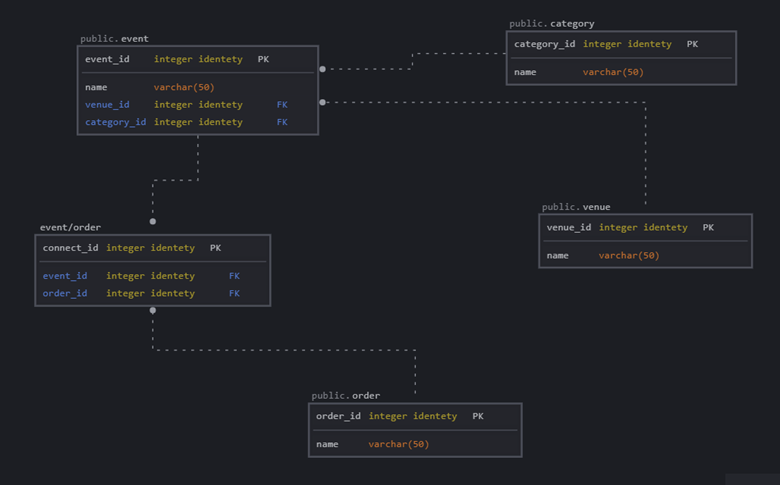 public.event
event_id integer identety PK
name varchar(50)
venue_id integer identety FK
category_id integer identety FK
public.category
category_id integer identety PK
name varchar(50)
public.venue
venue_id integer identety PK
name varchar(50)
event/order
connect_id integer identety PK
event_id integer identety FK
order_id integer identety FK
public.order
order_id integer identety PK
name varchar(50)